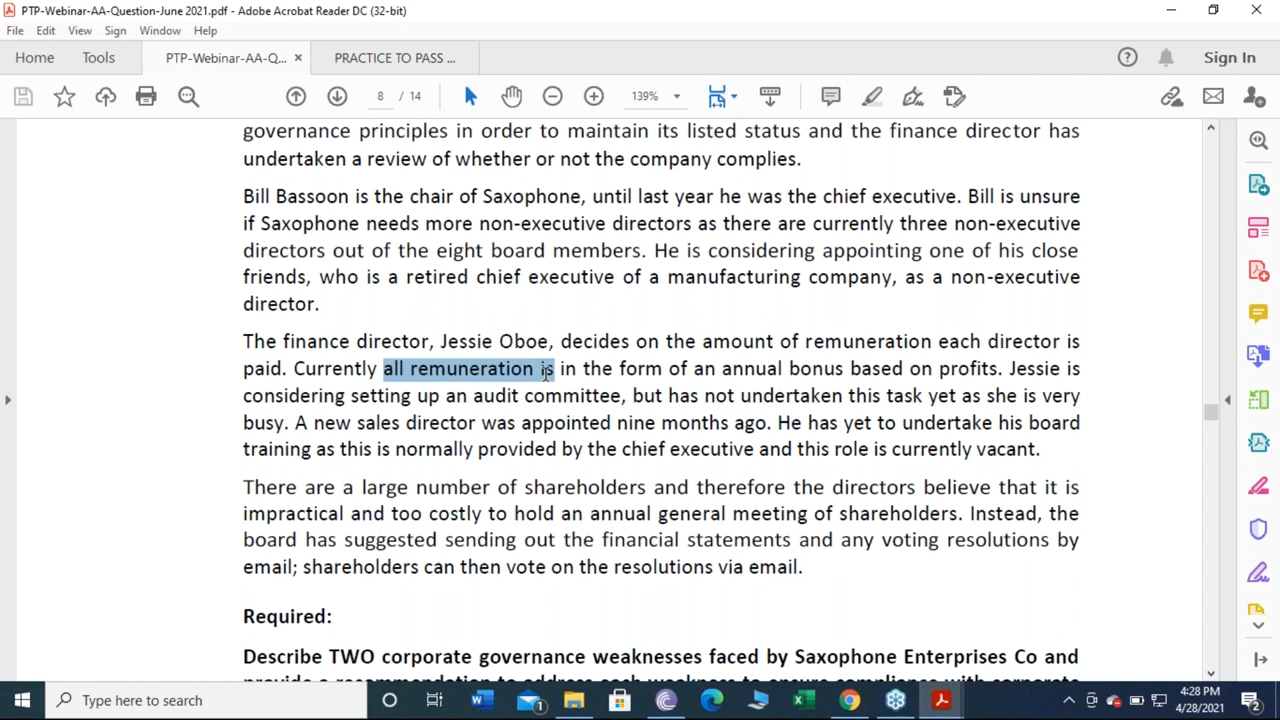 PTP-Webinar-AA-Question-June 2021.pdf - Adobe Acrobat Reader DC (32-bit)
File Edit View Sign Window Help
Home Tools PTP-Webinar-AA-Q... × PRACTICE TO PASS ... Sign In
8 / 14 139%
governance principles in order to maintain its listed status and the finance director has
undertaken a review of whether or not the company complies.
Bill Bassoon is the chair of Saxophone, until last year he was the chief executive. Bill is unsure
if Saxophone needs more non-executive directors as there are currently three non-executive
directors out of the eight board members. He is considering appointing one of his close
friends, who is a retired chief executive of a manufacturing company, as a non-executive
director.
The finance director, Jessie Oboe, decides on the amount of remuneration each director is
paid. Currently all remuneration is in the form of an annual bonus based on profits. Jessie is
considering setting up an audit committee, but has not undertaken this task yet as she is very
busy. A new sales director was appointed nine months ago. He has yet to undertake his board
training as this is normally provided by the chief executive and this role is currently vacant.
There are a large number of shareholders and therefore the directors believe that it is
impractical and too costly to hold an annual general meeting of shareholders. Instead, the
board has suggested sending out the financial statements and any voting resolutions by
email; shareholders can then vote on the resolutions via email.
Required:
Describe TWO corporate governance weaknesses faced by Saxophone Enterprises Co and
provide a recommendation to address each weakness to ensure compliance with corporate
Type here to search
4:28 PM
4/28/2021